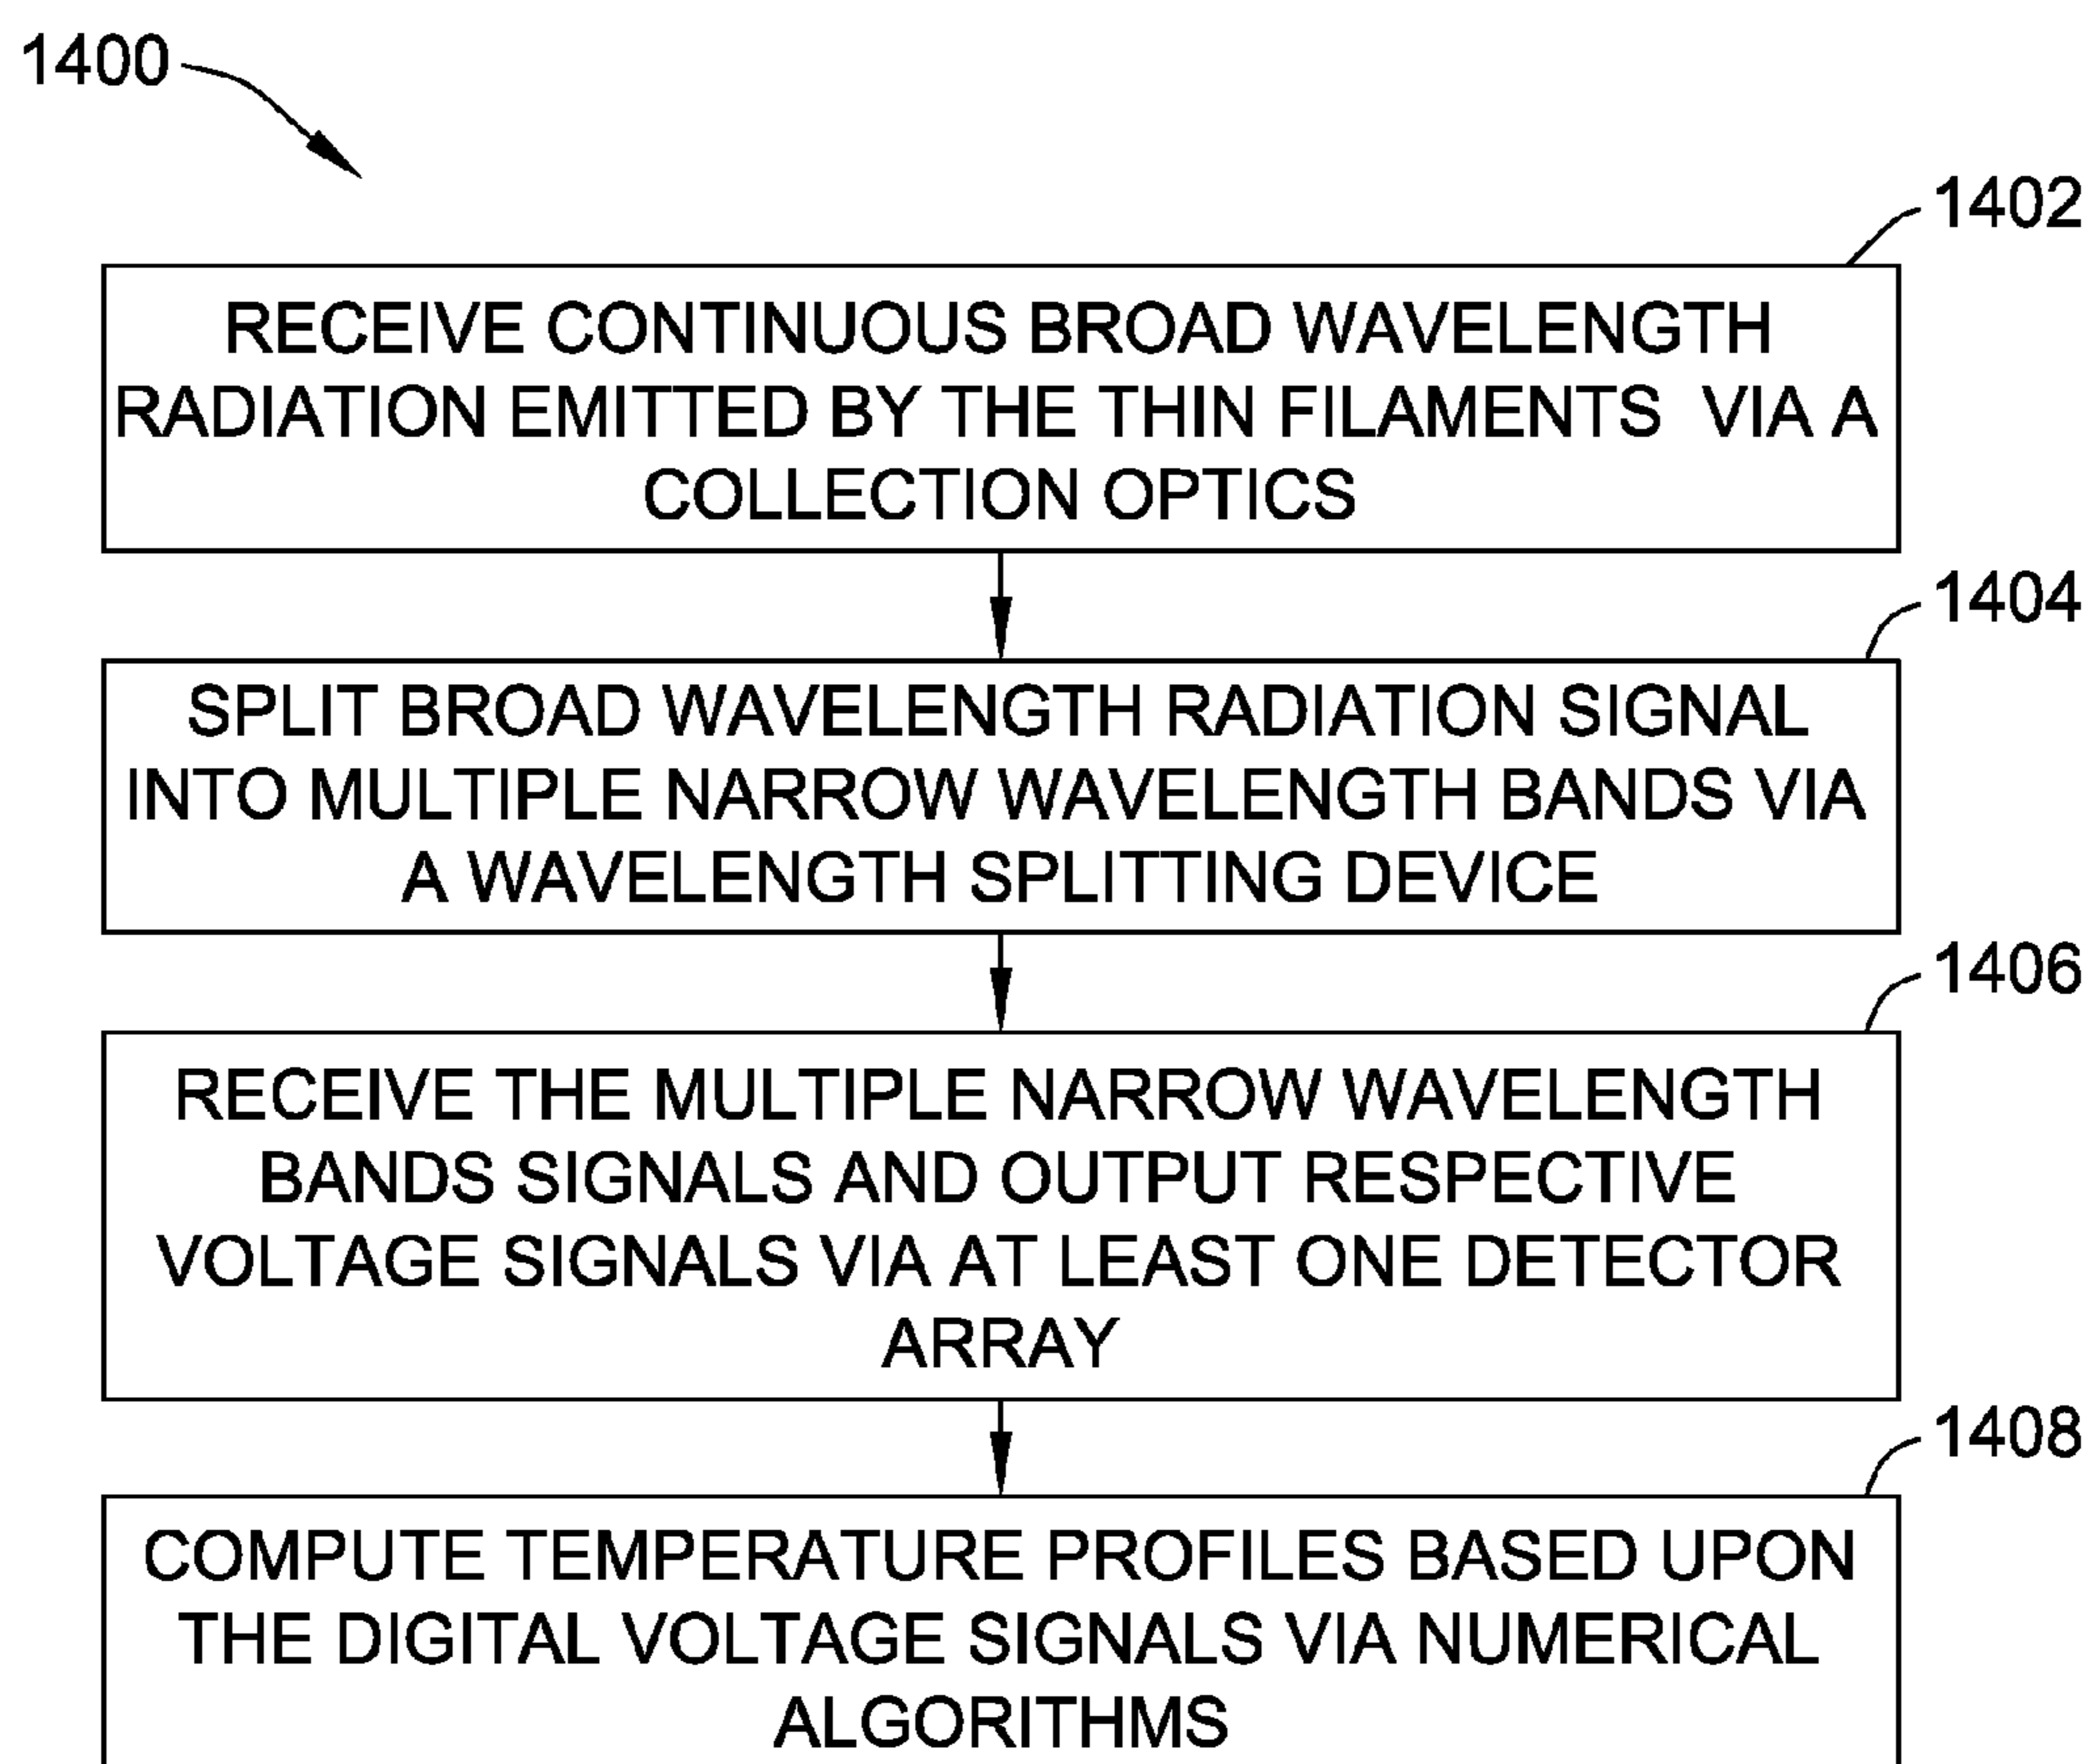 1400
1402
RECEIVE CONTINUOUS BROAD WAVELENGTH
RADIATION EMITTED BY THE THIN FILAMENTS VIA A
COLLECTION OPTICS
1404
SPLIT BROAD WAVELENGTH RADIATION SIGNAL
INTO MULTIPLE NARROW WAVELENGTH BANDS VIA
A WAVELENGTH SPLITTING DEVICE
1406
RECEIVE THE MULTIPLE NARROW WAVELENGTH
BANDS SIGNALS AND OUTPUT RESPECTIVE
VOLTAGE SIGNALS VIA AT LEAST ONE DETECTOR
ARRAY
1408
COMPUTE TEMPERATURE PROFILES BASED UPON
THE DIGITAL VOLTAGE SIGNALS VIA NUMERICAL
ALGORITHMS